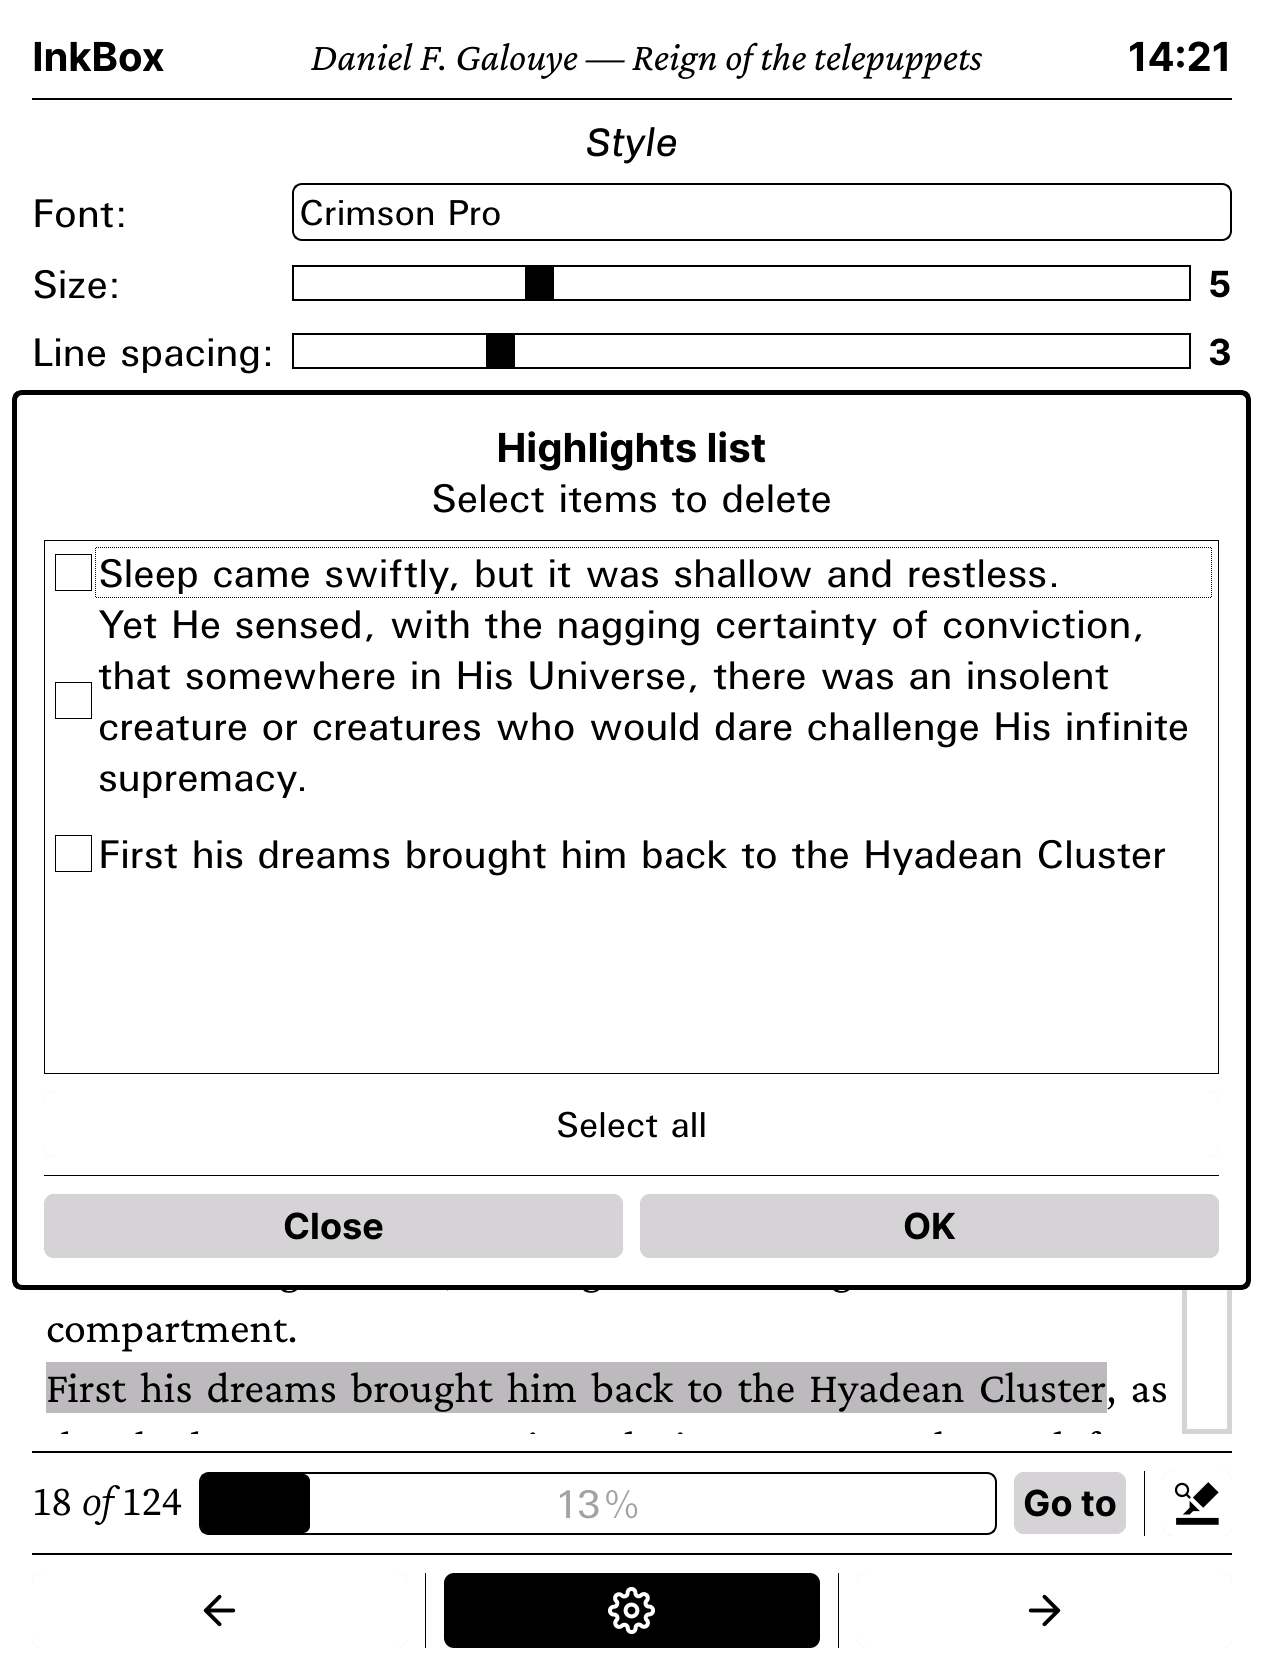 InkBox
Daniel F. Galouye — Reign of the telepuppets
14:21
Style
Font:
Crimson Pro
Size:
5
Line spacing:
3
Highlights list
Select items to delete
Sleep came swiftly, but it was shallow and restless.
Yet He sensed, with the nagging certainty of conviction,
that somewhere in His Universe, there was an insolent
creature or creatures who would dare challenge His infinite
supremacy.
First his dreams brought him back to the Hyadean Cluster
Select all
Close
OK
compartment.
First his dreams brought him back to the Hyadean Cluster, as
18 of 124
13%
Go to